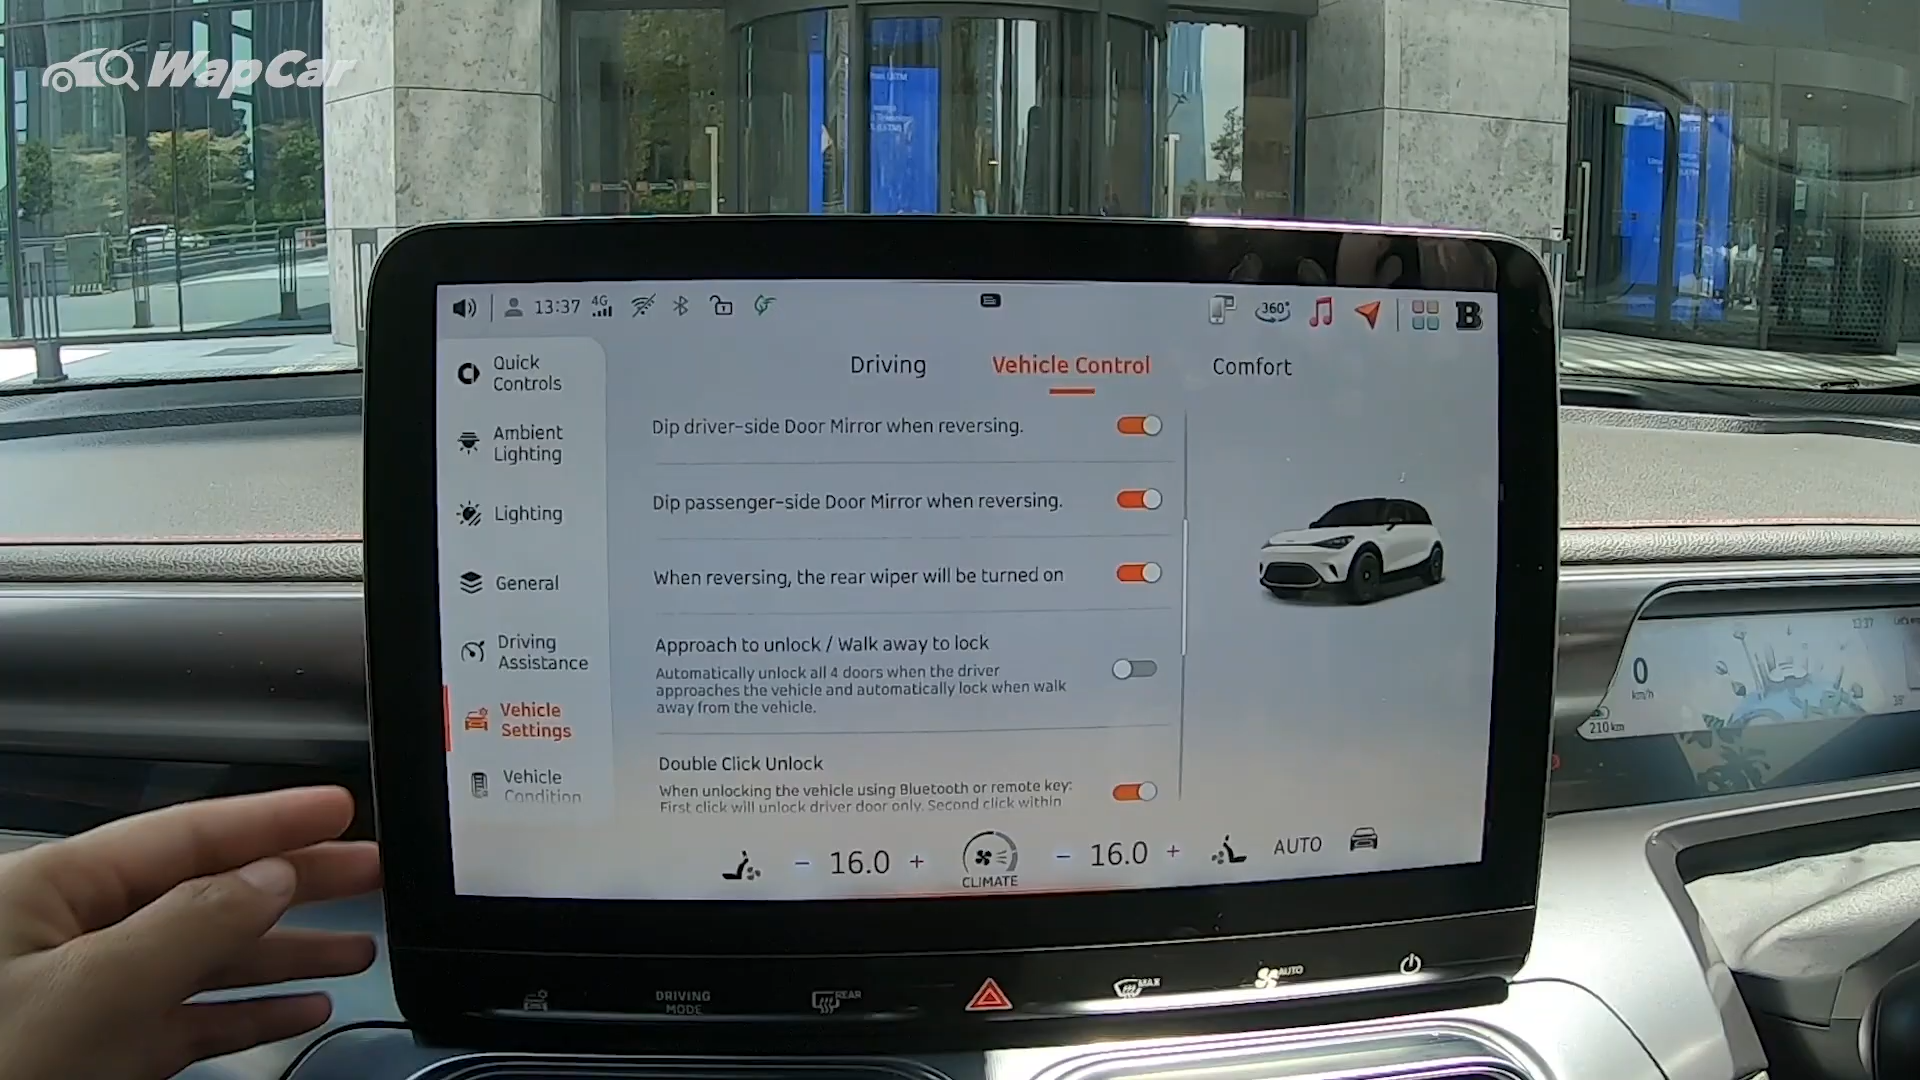 WapCar
13:37
4G
360°
B
Quick
Controls
Ambient
Lighting
Lighting
General
Driving
Assistance
Vehicle
Settings
Vehicle
Condition
Driving
Vehicle Control
Comfort
Dip driver-side Door Mirror when reversing.
Dip passenger-side Door Mirror when reversing.
When reversing, the rear wiper will be turned on
Approach to unlock / Walk away to lock
Automatically unlock all 4 doors when the driver
approaches the vehicle and automatically lock when walk
away from the vehicle.
Double Click Unlock
When unlocking the vehicle using Bluetooth or remote key:
First click will unlock driver door only. Second click within
− 16.0 +
CLIMATE
− 16.0 +
AUTO
DRIVING
MODE
REAR
MAX
AUTO
13:37
0
km/h
210 km